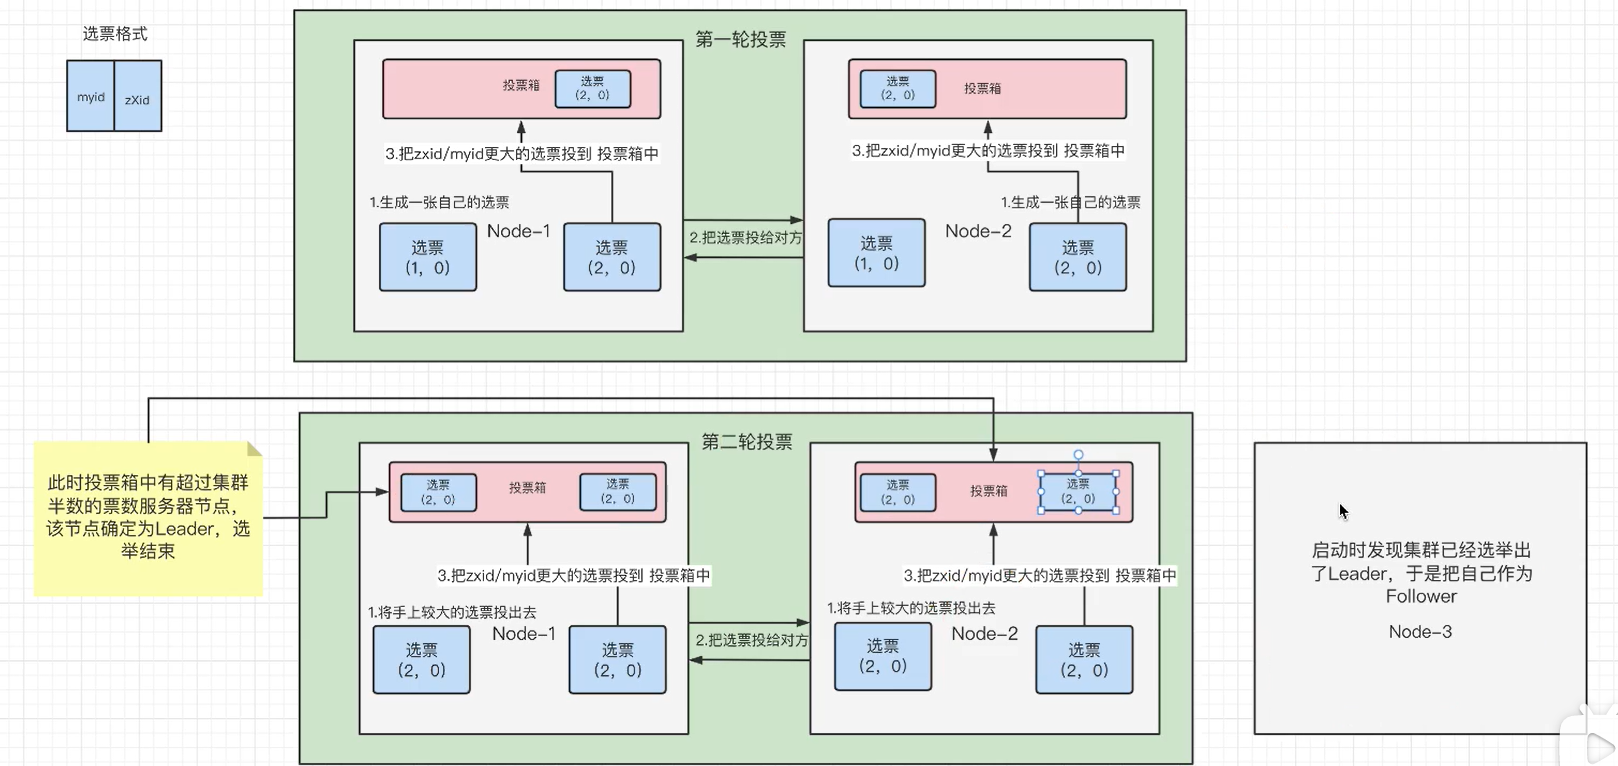 选票格式
myid
zXid
第一轮投票
投票箱
选票
(2，0)
3.把zxid/myid更大的选票投到 投票箱中
1.生成一张自己的选票
Node-1
选票
(1，0)
选票
(2，0)
2.把选票投给对方
选票
(2，0)
投票箱
3.把zxid/myid更大的选票投到 投票箱中
1.生成一张自己的选票
Node-2
选票
(1，0)
选票
(2，0)
此时投票箱中有超过集群
半数的票数服务器节点，
该节点确定为Leader，选
举结束
第二轮投票
选票
(2，0)
投票箱
选票
(2，0)
3.把zxid/myid更大的选票投到 投票箱中
1.将手上较大的选票投出去
Node-1
选票
(2，0)
选票
(2，0)
2.把选票投给对方
选票
(2，0)
投票箱
选票
(2，0)
3.把zxid/myid更大的选票投到 投票箱中
1.将手上较大的选票投出去
Node-2
选票
(2，0)
选票
(2，0)
启动时发现集群已经选举出
了Leader，于是把自己作为
Follower
Node-3